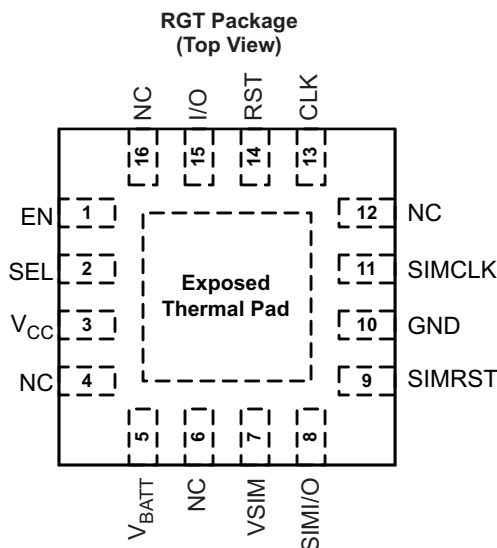 RGT Package
(Top View)
NC
I/O
RST
CLK
16
15
14
13
EN
1
12
NC
SEL
2
11
SIMCLK
Exposed
Thermal Pad
VCC
3
10
GND
NC
4
9
SIMRST
5
6
7
8
VBATT
NC
VSIM
SIMI/O